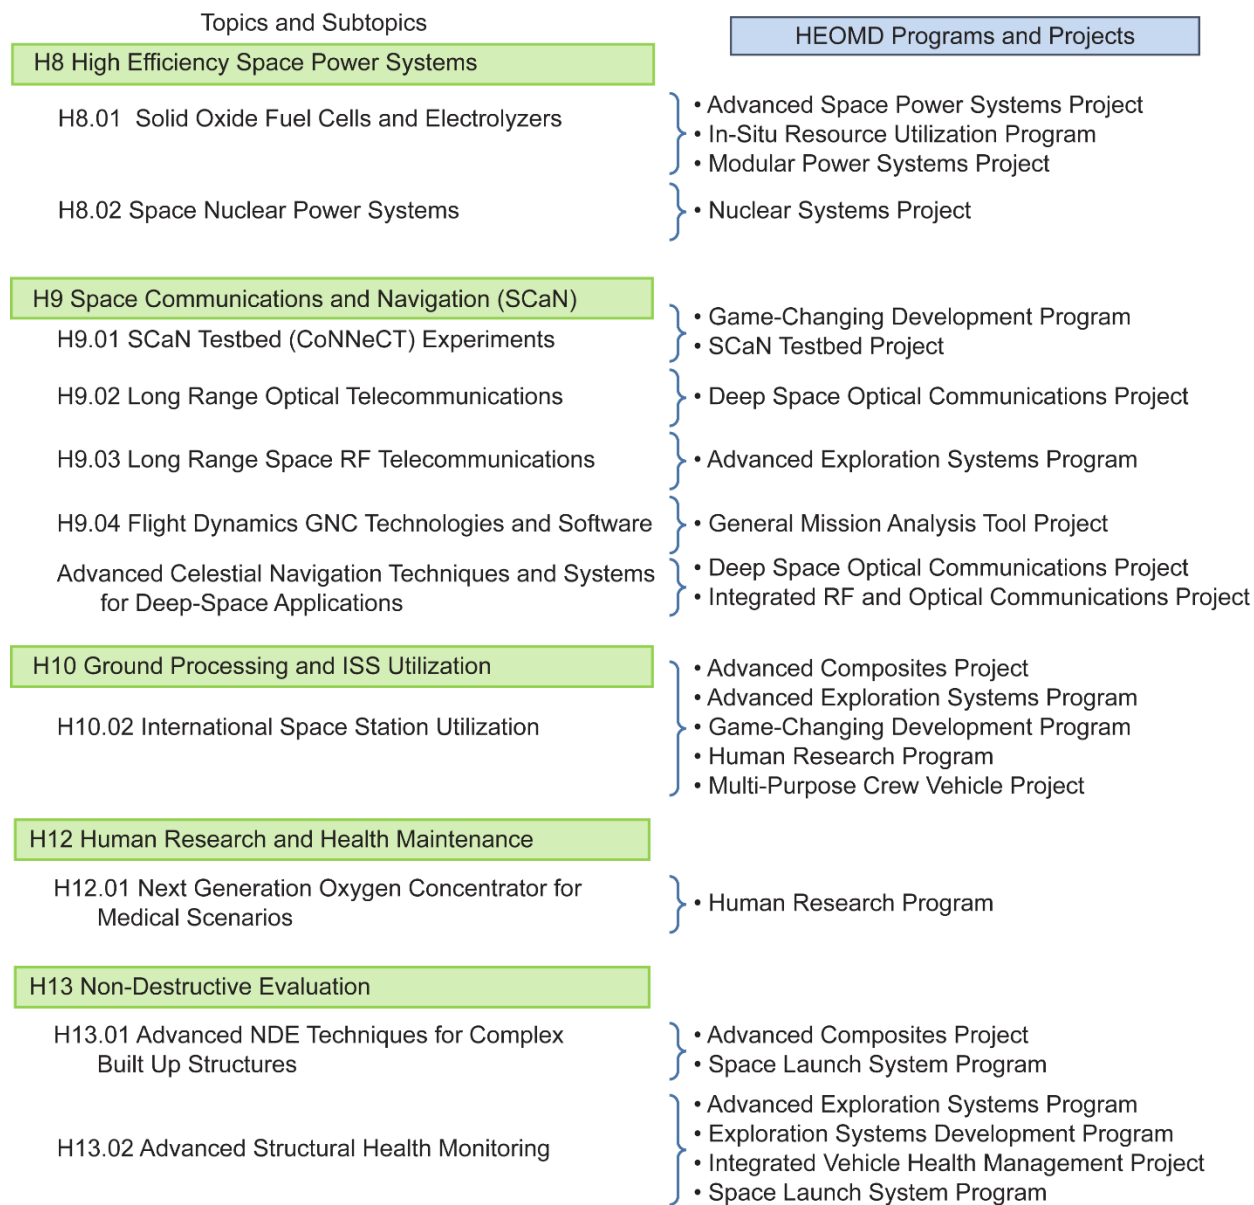 Topics and Subtopics
HEOMD Programs and Projects
H8 High Efficiency Space Power Systems
H8.01 Solid Oxide Fuel Cells and Electrolyzers
• Advanced Space Power Systems Project
• In-Situ Resource Utilization Program
• Modular Power Systems Project
H8.02 Space Nuclear Power Systems
• Nuclear Systems Project
H9 Space Communications and Navigation (SCaN)
H9.01 SCaN Testbed (CoNNeCT) Experiments
• Game-Changing Development Program
• SCaN Testbed Project
H9.02 Long Range Optical Telecommunications
• Deep Space Optical Communications Project
H9.03 Long Range Space RF Telecommunications
• Advanced Exploration Systems Program
H9.04 Flight Dynamics GNC Technologies and Software
• General Mission Analysis Tool Project
Advanced Celestial Navigation Techniques and Systems
for Deep-Space Applications
• Deep Space Optical Communications Project
• Integrated RF and Optical Communications Project
H10 Ground Processing and ISS Utilization
H10.02 International Space Station Utilization
• Advanced Composites Project
• Advanced Exploration Systems Program
• Game-Changing Development Program
• Human Research Program
• Multi-Purpose Crew Vehicle Project
H12 Human Research and Health Maintenance
H12.01 Next Generation Oxygen Concentrator for
Medical Scenarios
• Human Research Program
H13 Non-Destructive Evaluation
H13.01 Advanced NDE Techniques for Complex
Built Up Structures
• Advanced Composites Project
• Space Launch System Program
H13.02 Advanced Structural Health Monitoring
• Advanced Exploration Systems Program
• Exploration Systems Development Program
• Integrated Vehicle Health Management Project
• Space Launch System Program